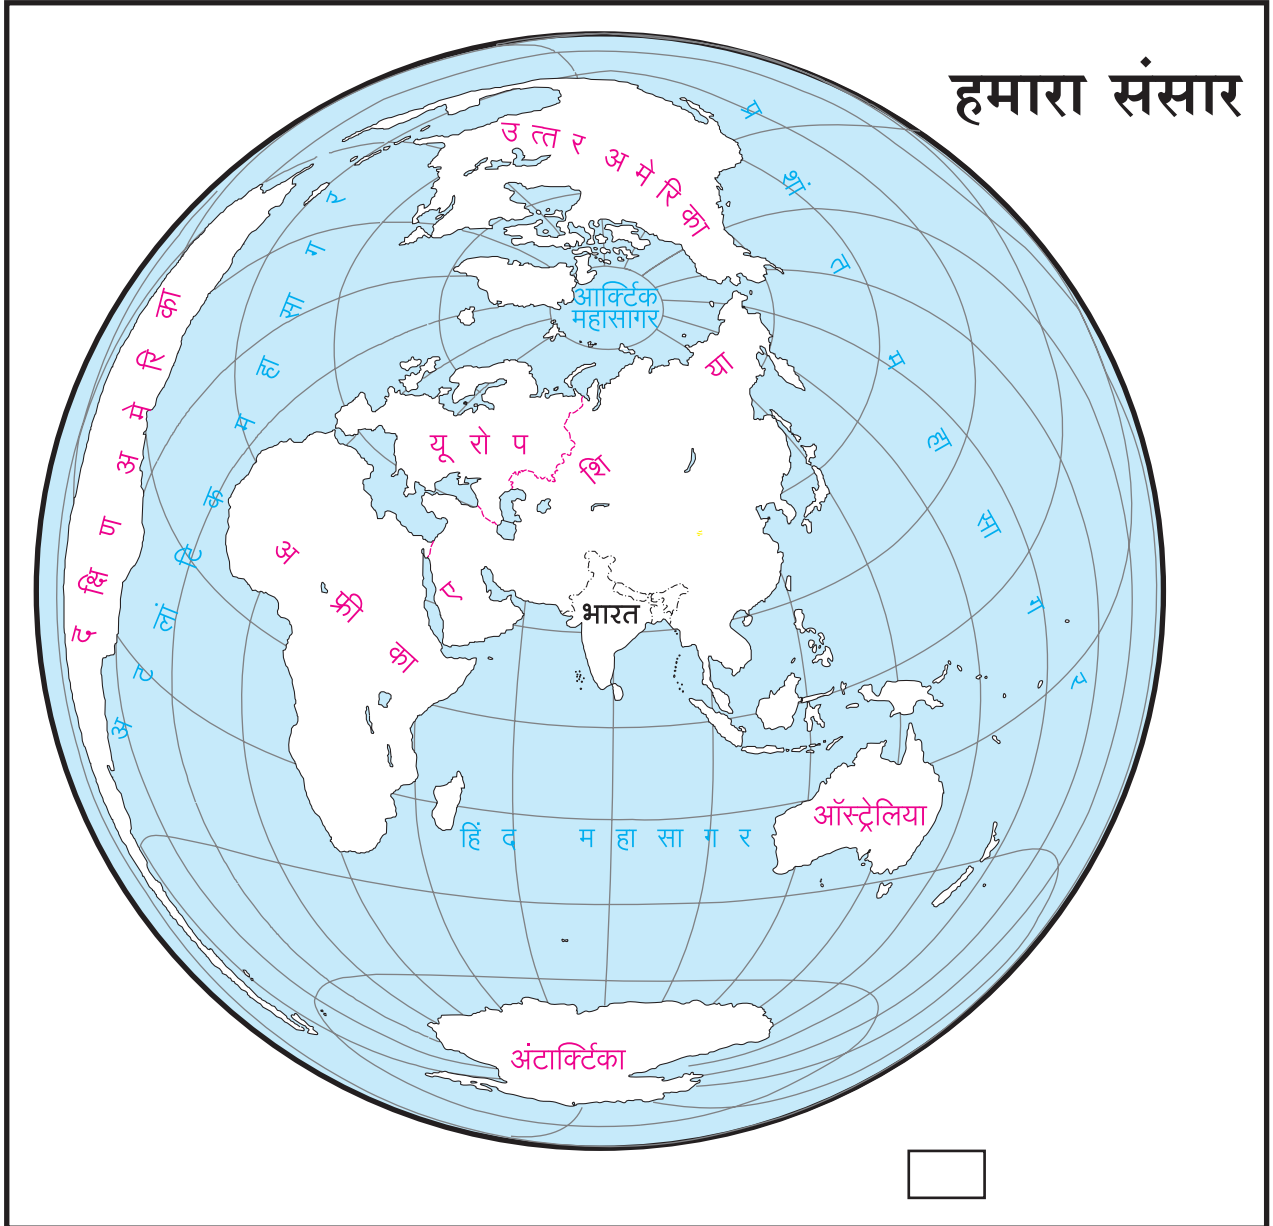 हमारा संसार
उत्तर अमेरिका
प्रशांत महासागर
आर्क्टिक
महासागर
अटलांटिक महासागर
दक्षिण अमेरिका
यूरोप
एशिया
अफ्रीका
भारत
ऑस्ट्रेलिया
हिंद महासागर
अंटार्क्टिका